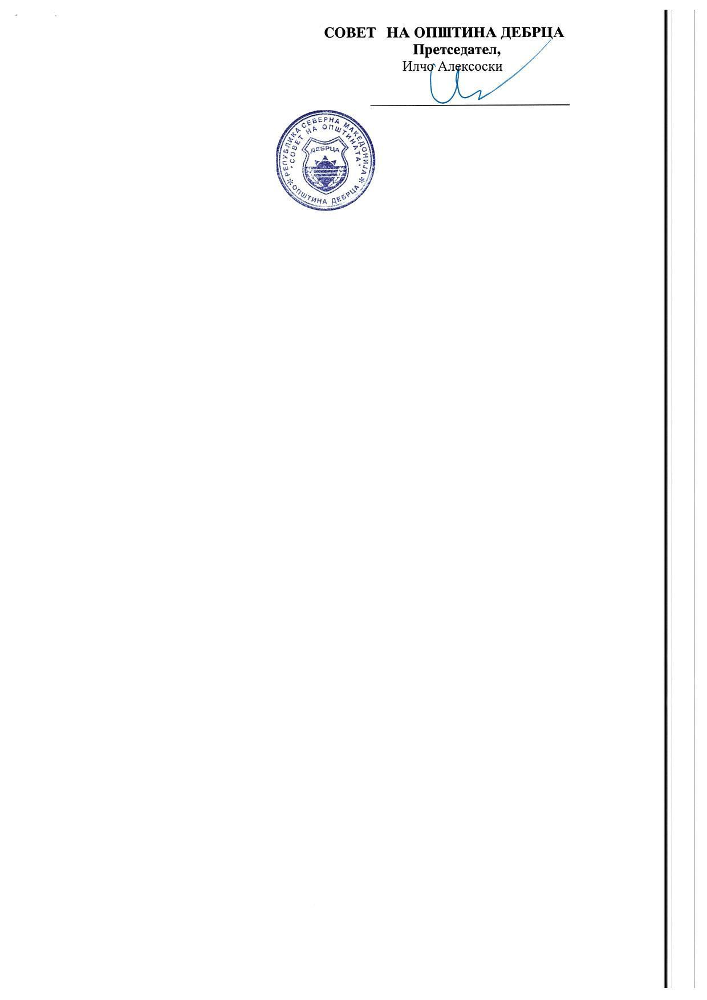 СОВЕТ НА ОПШТИНА ДЕБРЦА
Претседател,
Илчо Алексоски
РЕПУБЛИКА СЕВЕРНА МАКЕДОНИЈА
"СОВЕТ НА ОПШТИНАТА"
ДЕБРЦА
* ОПШТИНА ДЕБРЦА *